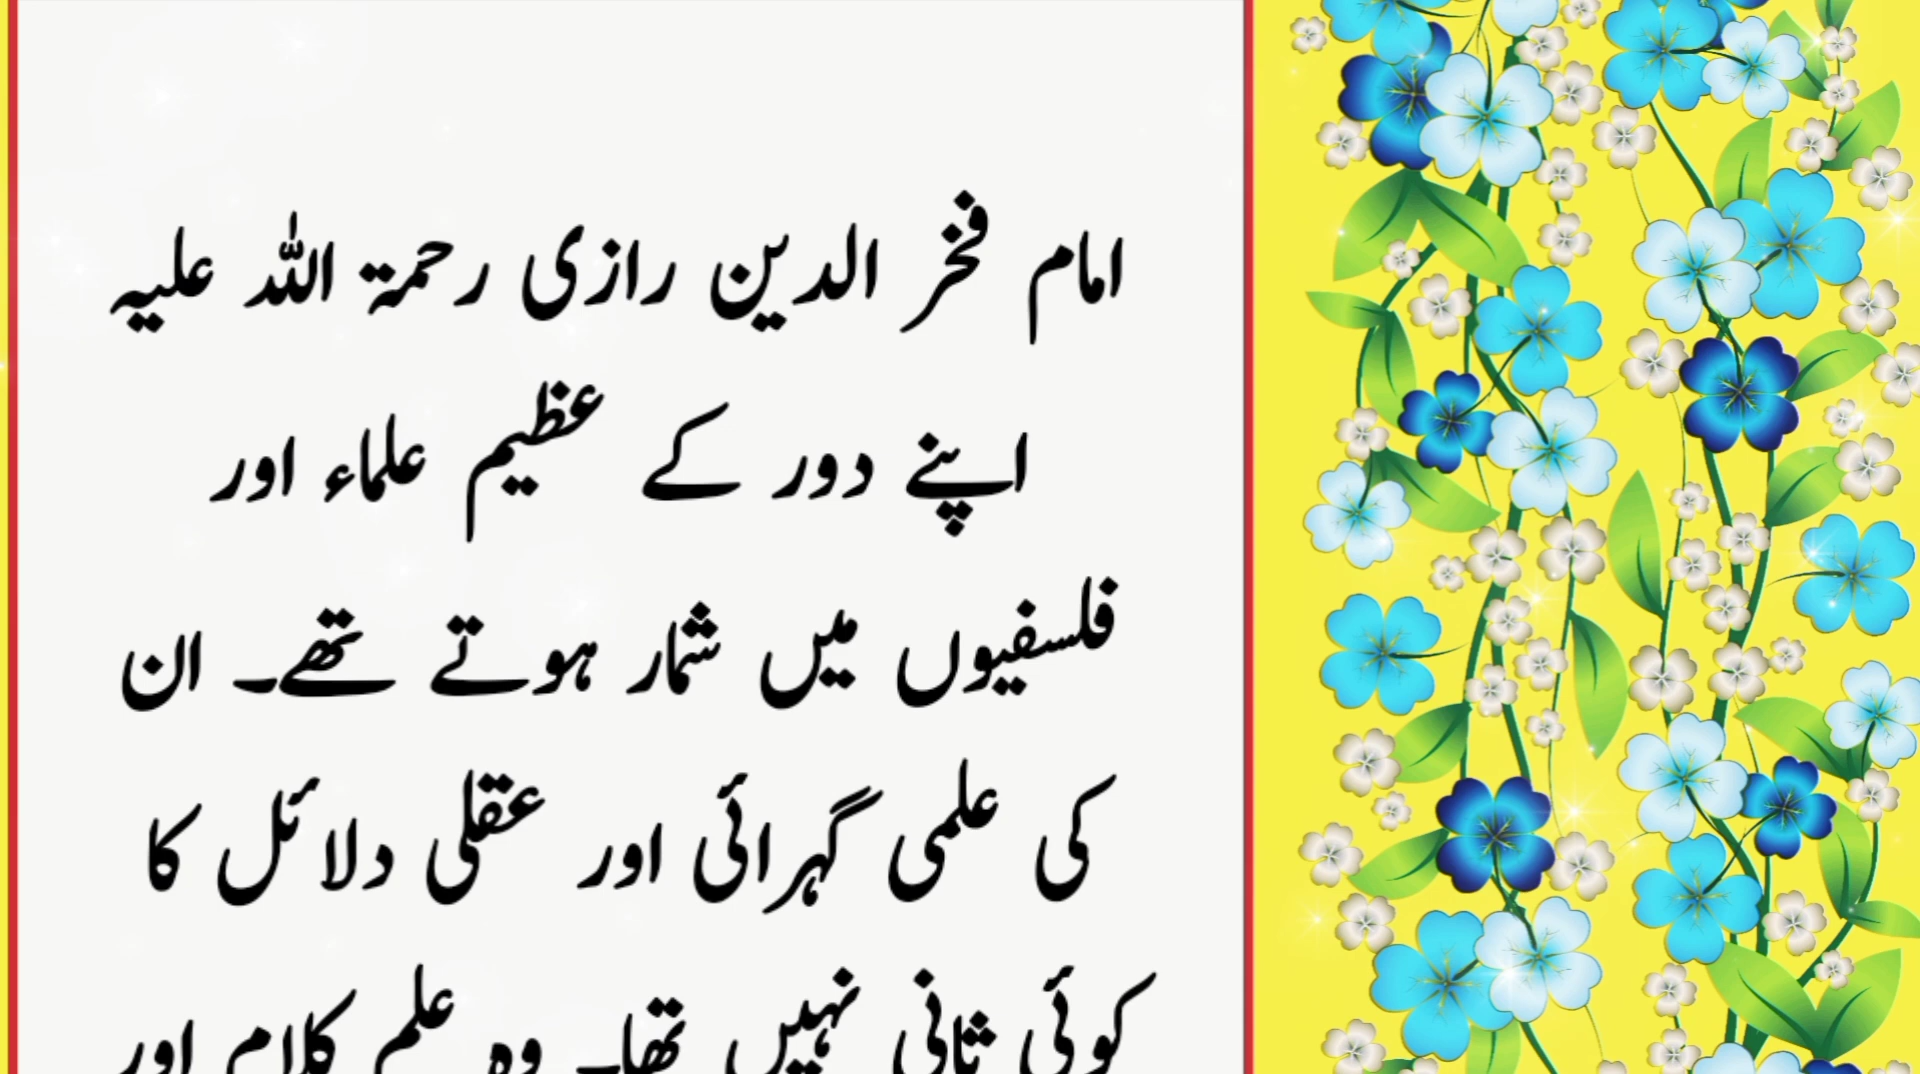 امام فخر الدین رازی رحمۃ اللہ علیہ
اپنے دور کے عظیم علماء اور
فلسفیوں میں شمار ہوتے تھے۔ ان
کی علمی گہرائی اور عقلی دلائل کا
کوئی ثانی نہیں تھا۔ وہ علم کلام اور